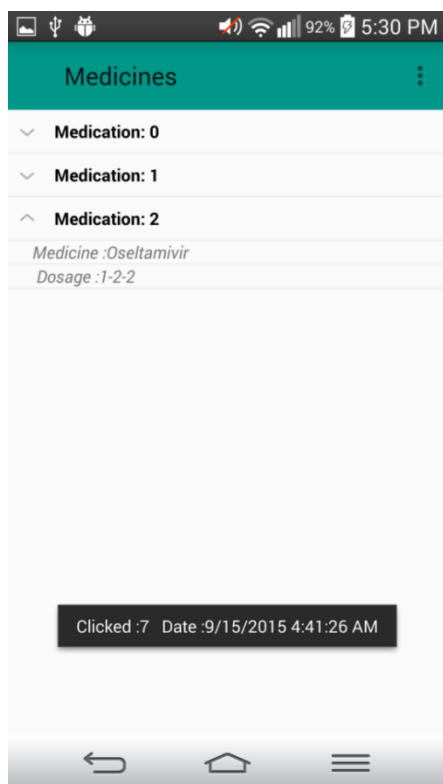 92% 5:30 PM
Medicines
Medication: 0
Medication: 1
Medication: 2
Medicine :Oseltamivir
Dosage :1-2-2
Clicked :7 Date :9/15/2015 4:41:26 AM